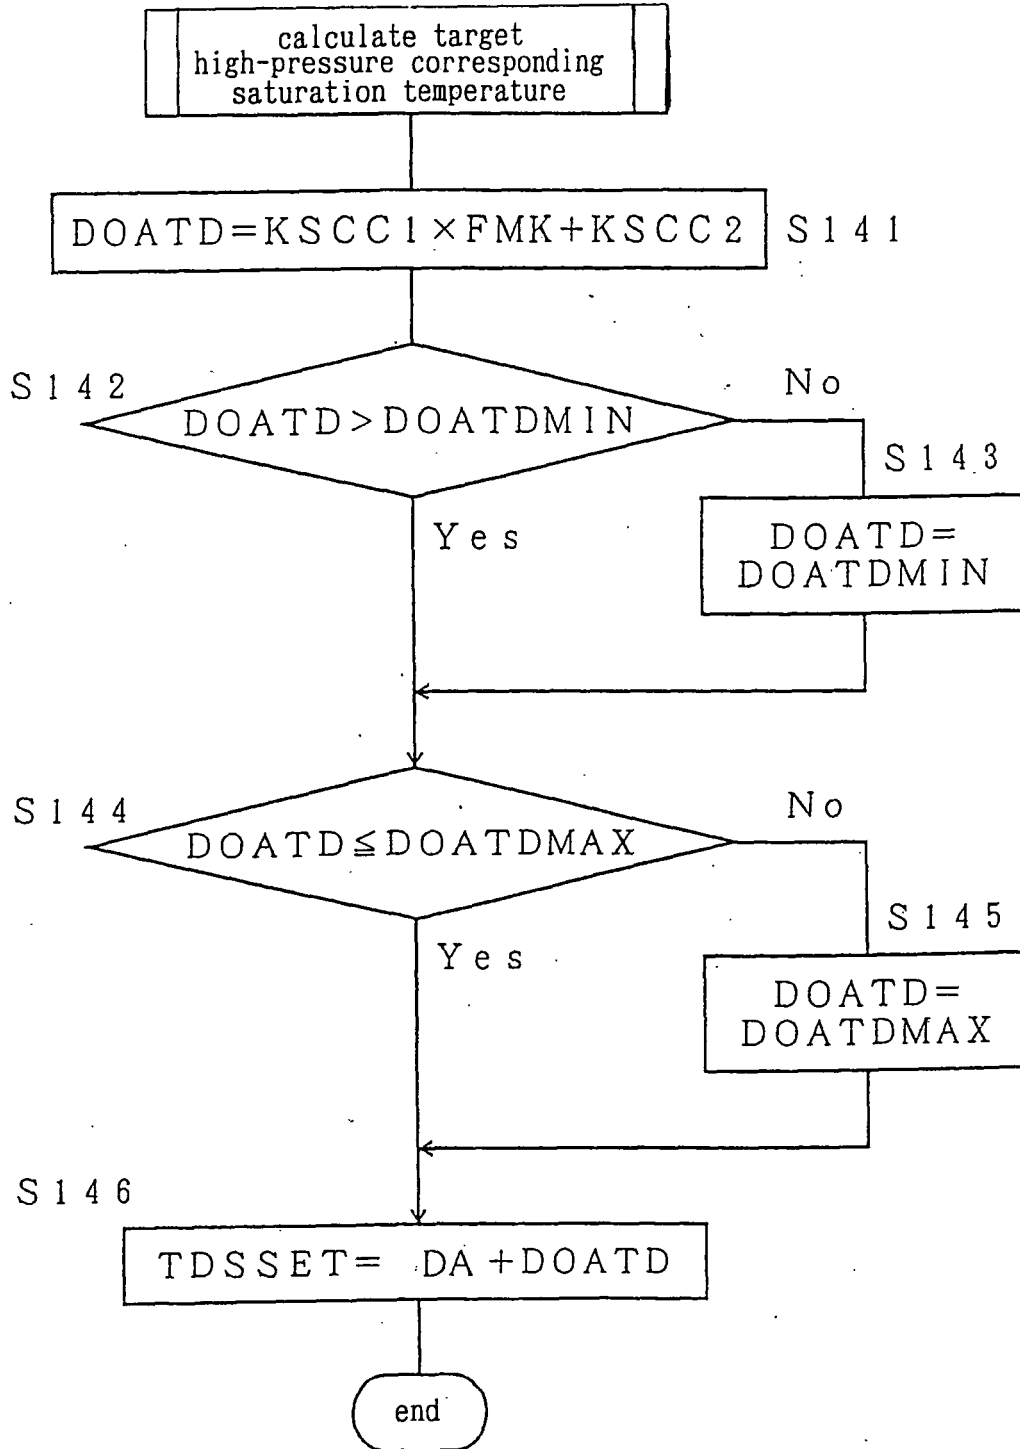 calculate target
high-pressure corresponding
saturation temperature
DOATD=KSCC1×FMK+KSCC2
S141
S142
DOATD>DOATDMIN
No
S143
Yes
DOATD=
DOATDMIN
S144
DOATD≦DOATDMAX
No
S145
Yes
DOATD=
DOATDMAX
S146
TDSSET= DA+DOATD
end